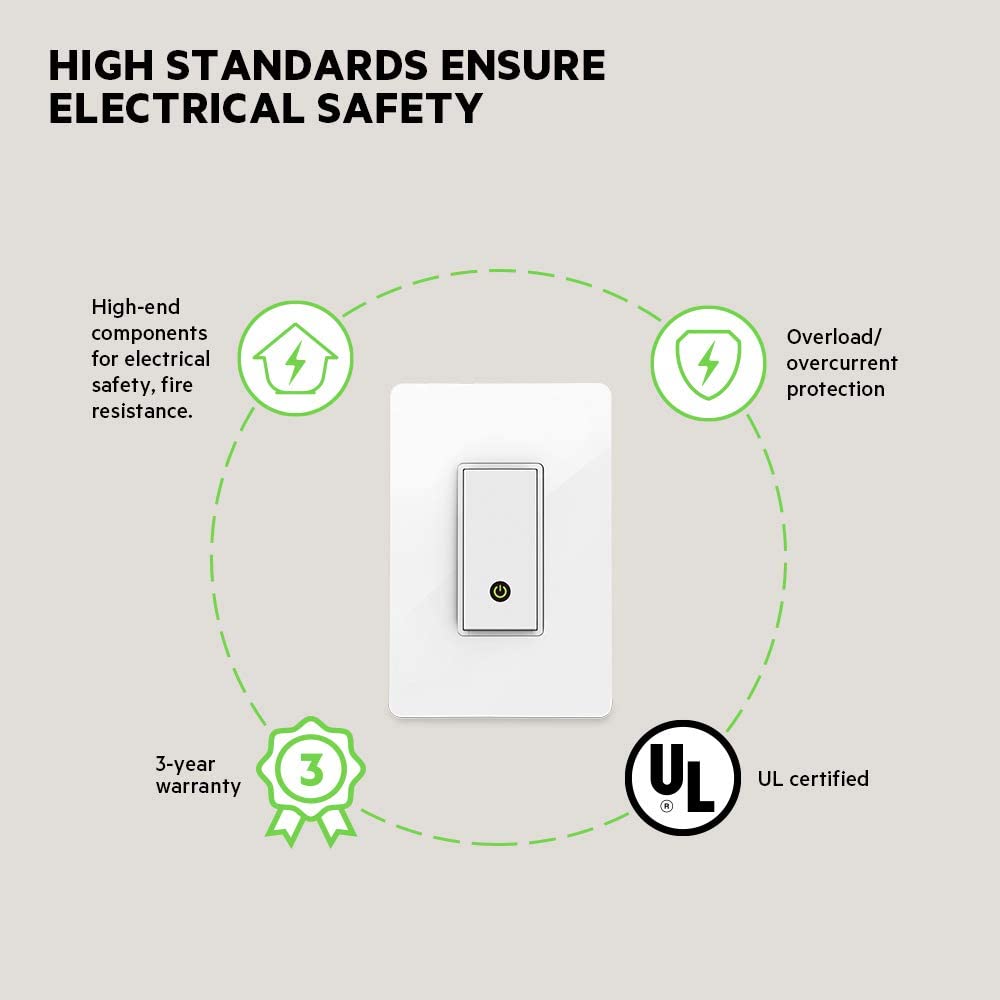 HIGH STANDARDS ENSURE
ELECTRICAL SAFETY
High-end
components
for electrical
safety, fire
resistance.
Overload/
overcurrent
protection
3-year
warranty
3
UL
®
UL certified